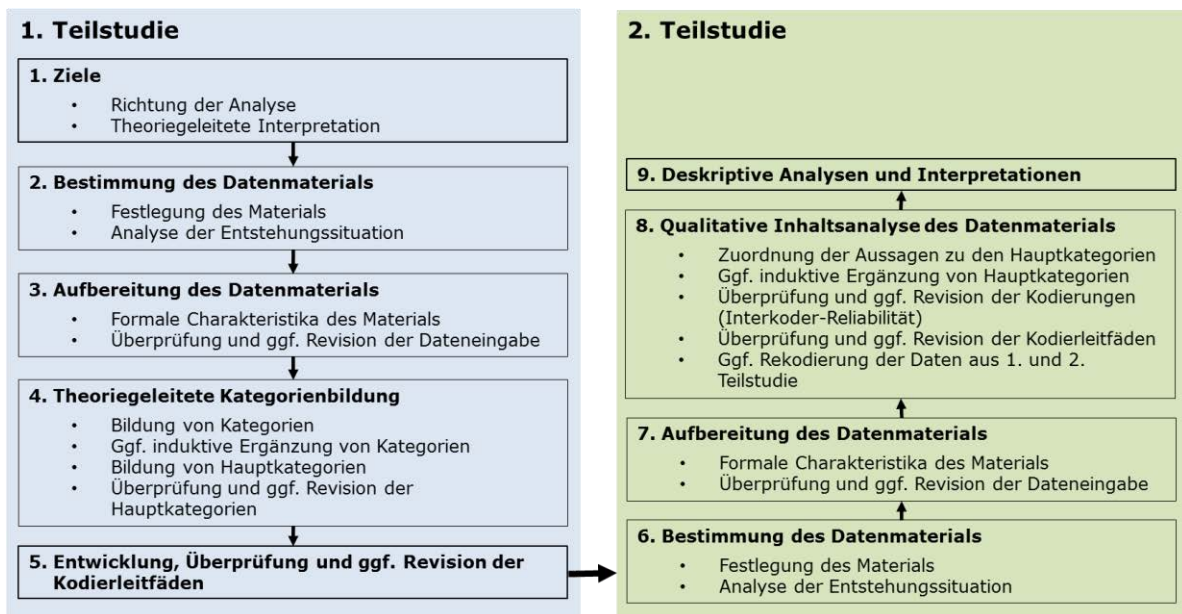 1. Teilstudie
1. Ziele
• Richtung der Analyse
• Theoriegeleitete Interpretation
2. Bestimmung des Datenmaterials
• Festlegung des Materials
• Analyse der Entstehungssituation
3. Aufbereitung des Datenmaterials
• Formale Charakteristika des Materials
• Überprüfung und ggf. Revision der Dateneingabe
4. Theoriegeleitete Kategorienbildung
• Bildung von Kategorien
• Ggf. induktive Ergänzung von Kategorien
• Bildung von Hauptkategorien
• Überprüfung und ggf. Revision der
Hauptkategorien
5. Entwicklung, Überprüfung und ggf. Revision der
Kodierleitfäden
2. Teilstudie
9. Deskriptive Analysen und Interpretationen
8. Qualitative Inhaltsanalyse des Datenmaterials
• Zuordnung der Aussagen zu den Hauptkategorien
• Ggf. induktive Ergänzung von Hauptkategorien
• Überprüfung und ggf. Revision der Kodierungen
(Interkoder-Reliabilität)
• Überprüfung und ggf. Revision der Kodierleitfäden
• Ggf. Rekodierung der Daten aus 1. und 2.
Teilstudie
7. Aufbereitung des Datenmaterials
• Formale Charakteristika des Materials
• Überprüfung und ggf. Revision der Dateneingabe
6. Bestimmung des Datenmaterials
• Festlegung des Materials
• Analyse der Entstehungssituation